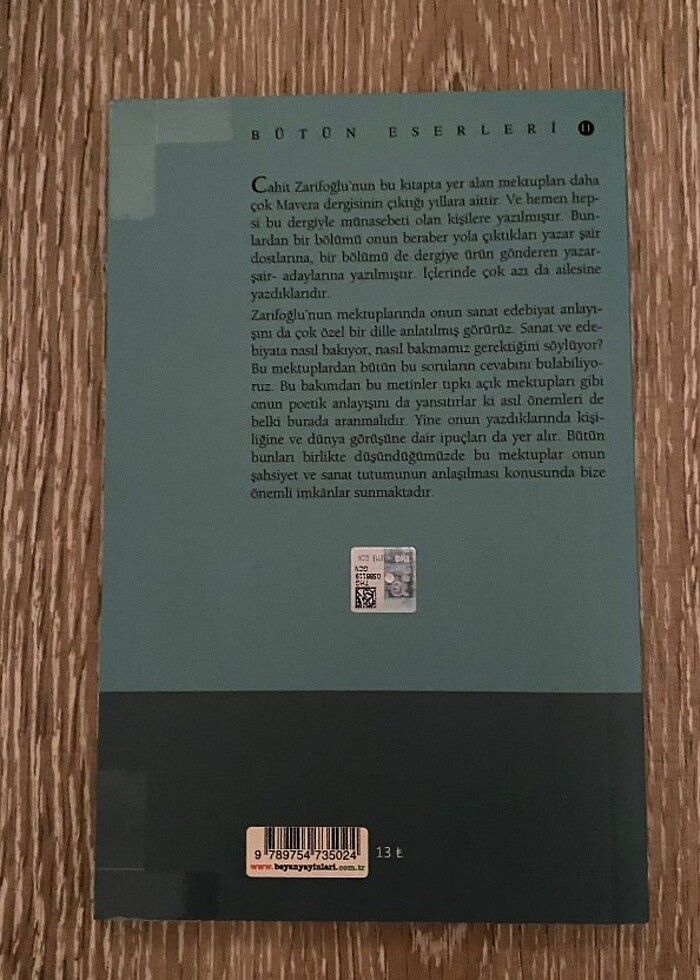 BÜTÜN ESERLERİ 11
Cahit Zarifoğlu'nun bu kitapta yer alan mektupları daha
çok Mavera dergisinin çıktığı yıllara aittir. Ve hemen hep-
si bu dergiyle münasebeti olan kişilere yazılmıştır. Bun-
lardan bir bölümü onun beraber yola çıktıkları yazar şair
dostlarına, bir bölümü de dergiye ürün gönderen yazar-
şair- adaylarına yazılmıştır. İçlerinde çok azı da ailesine
yazdıklarıdır.
Zarifoğlu'nun mektuplarında onun sanat edebiyat anlayı-
şını da çok özel bir dille anlatılmış görürüz. Sanat ve ede-
biyata nasıl bakıyor, nasıl bakmamız gerektiğini söylüyor?
Bu mektuplardan bütün bu soruların cevabını bulabiliyo-
ruz. Bu bakımdan bu metinler tıpkı açık mektupları gibi
onun poetik anlayışını da yansıtırlar ki asıl önemleri de
belki burada aranmalıdır. Yine onun yazdıklarında kişi-
liğine ve dünya görüşüne dair ipuçları da yer alır. Bütün
bunları birlikte düşündüğümüzde bu mektuplar onun
şahsiyet ve sanat tutumunun anlaşılması konusunda bize
önemli imkânlar sunmaktadır.
THG
GCN
9 789754 735024
13 ₺
www.beyanyayinlari.com.tr